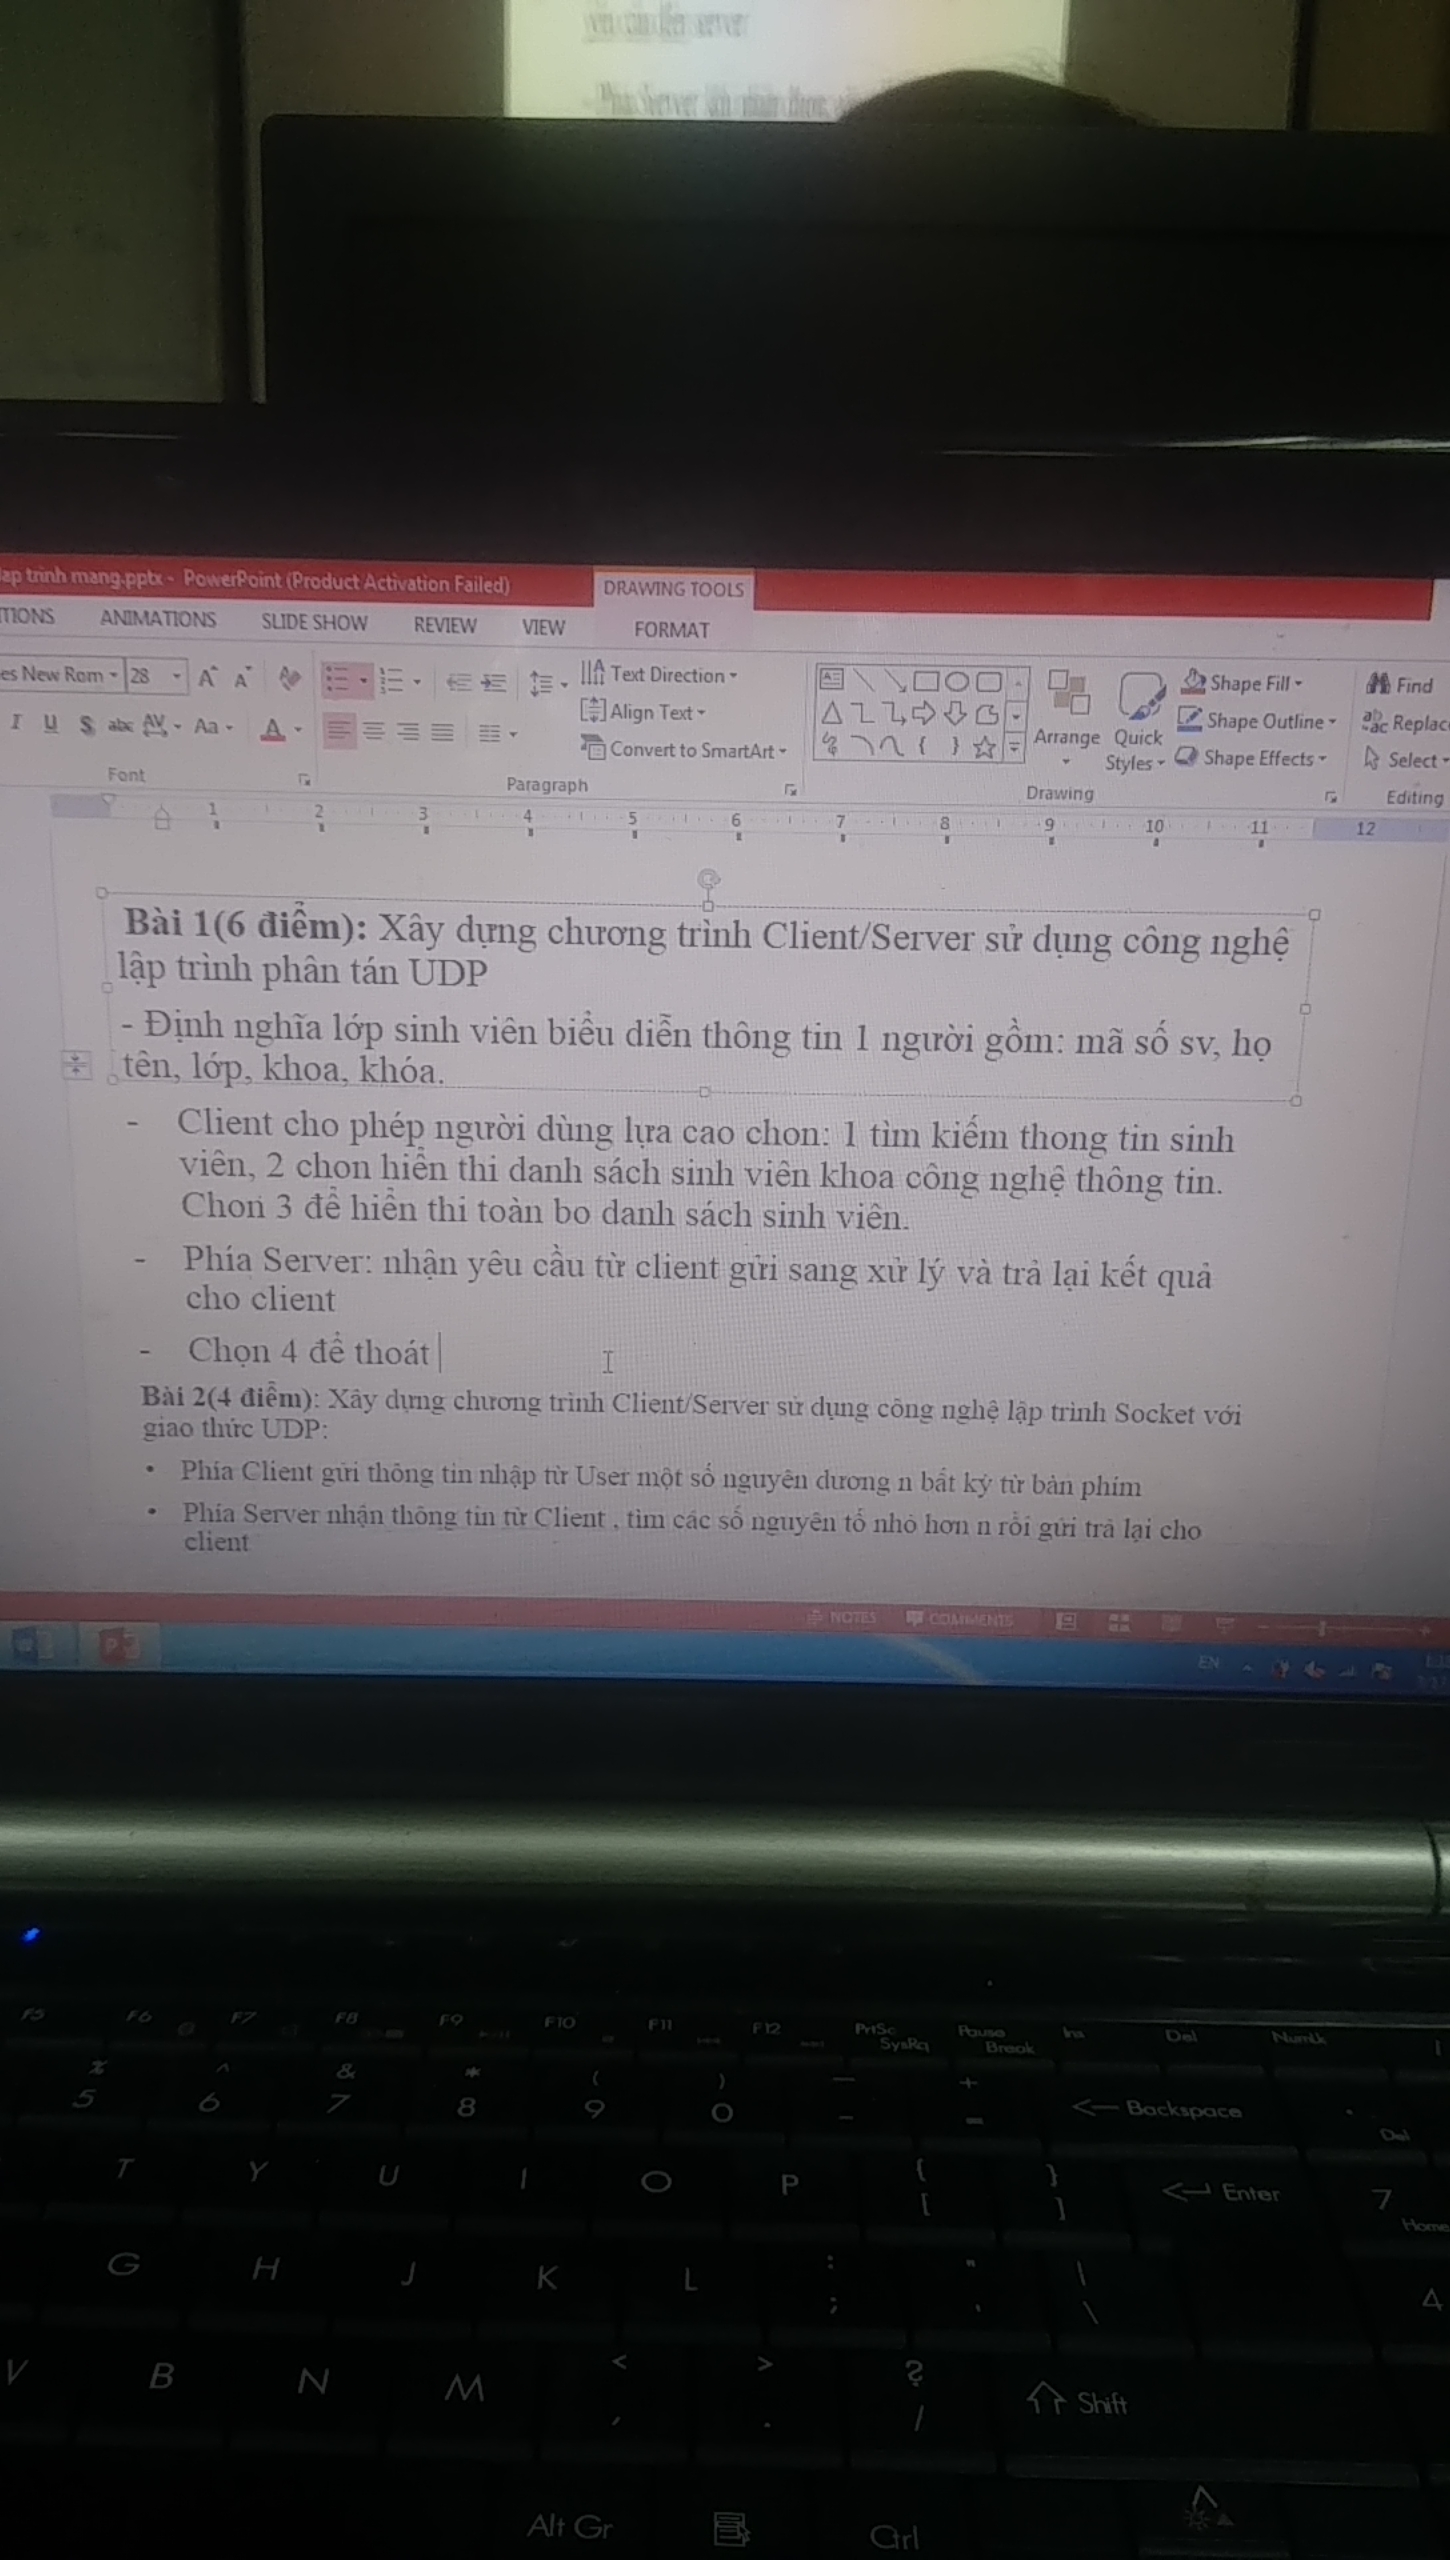 yêu cầu đến server
lap trinh mang.pptx - PowerPoint (Product Activation Failed)
DRAWING TOOLS
TIONS ANIMATIONS SLIDE SHOW REVIEW VIEW FORMAT
es New Rom 28 A A
Text Direction
Shape Fill
Find
I U S abc AV Aa A
Align Text
Shape Outline
Replac
Arrange Quick
Styles
Convert to SmartArt
Shape Effects
Select
Font Paragraph Drawing Editing
1 2 3 4 5 6 7 8 9 10 11 12
Bài 1(6 điểm): Xây dựng chương trình Client/Server sử dụng công nghệ
lập trình phân tán UDP
- Định nghĩa lớp sinh viên biểu diễn thông tin 1 người gồm: mã số sv, họ
tên, lớp, khoa, khóa.
- Client cho phép người dùng lựa cao chon: 1 tìm kiếm thong tin sinh
viên, 2 chon hiển thi danh sách sinh viên khoa công nghệ thông tin.
Chon 3 để hiển thi toàn bo danh sách sinh viên.
- Phía Server: nhận yêu cầu từ client gửi sang xử lý và trả lại kết quả
cho client
- Chọn 4 để thoát
Bài 2(4 điểm): Xây dựng chương trình Client/Server sử dụng công nghệ lập trình Socket với
giao thức UDP:
• Phía Client gửi thông tin nhập từ User một số nguyên dương n bất kỳ từ bàn phím
• Phía Server nhận thông tin từ Client , tìm các số nguyên tố nhỏ hơn n rồi gửi trả lại cho
client
NOTES COMMENTS
EN
F5 F6 F7 F8 F9 F10 F11 F12 PrtSc SysRq Pause Break Ins Del NumLk
% ^ & * ( ) — +
5 6 7 8 9 0 - = <— Backspace Del
T Y U I O P { [ } ] Enter 7 Home
G H J K L : ; " ' | \ 4
V B N M < , > . ? / Shift
Alt Gr Ctrl